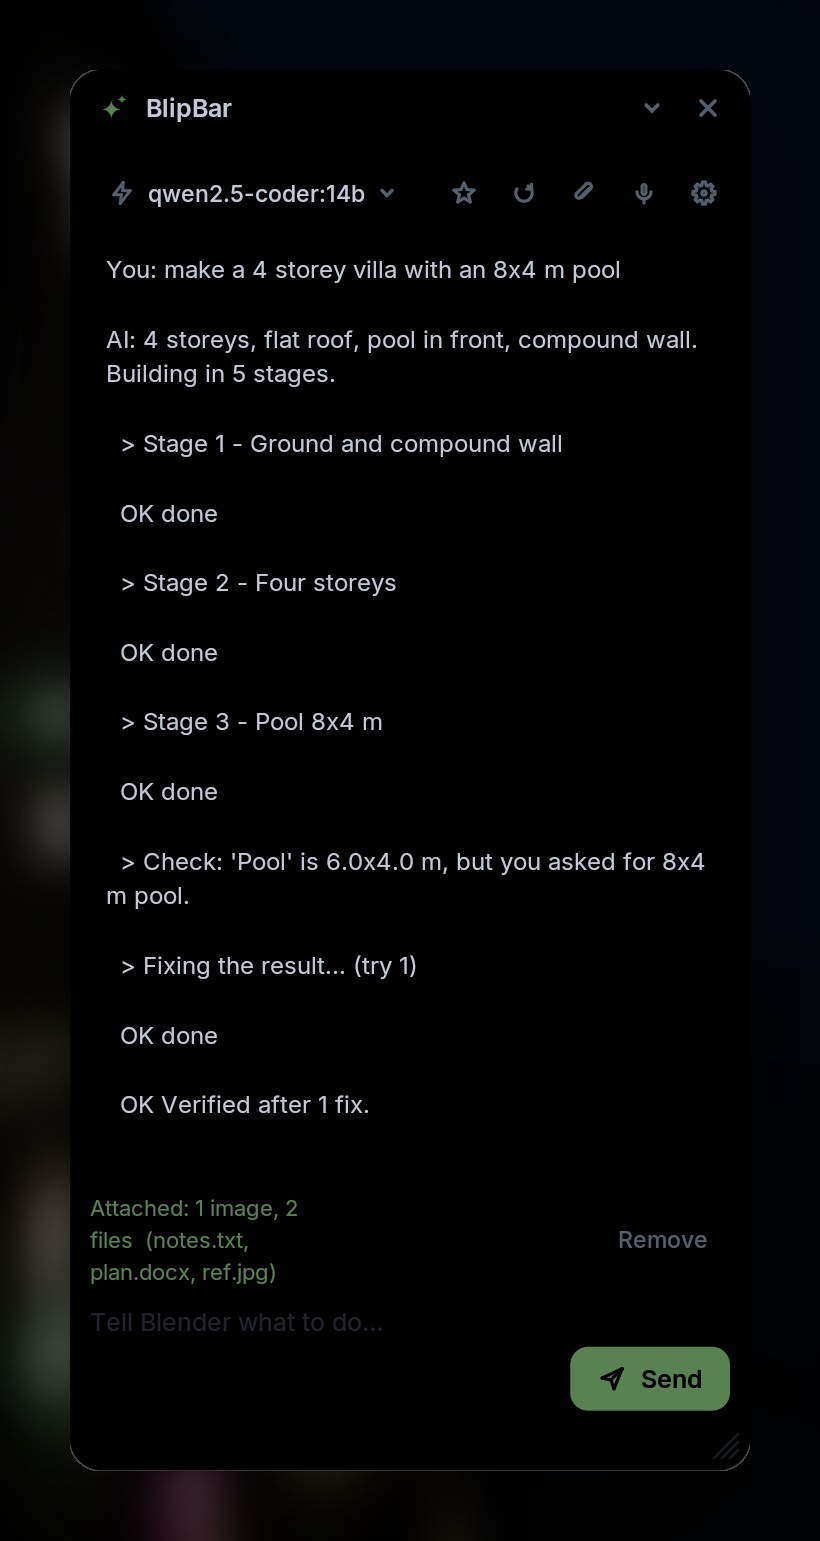 BlipBar
qwen2.5-coder:14b
You: make a 4 storey villa with an 8x4 m pool
AI: 4 storeys, flat roof, pool in front, compound wall.
Building in 5 stages.
> Stage 1 - Ground and compound wall
OK done
> Stage 2 - Four storeys
OK done
> Stage 3 - Pool 8x4 m
OK done
> Check: 'Pool' is 6.0x4.0 m, but you asked for 8x4
m pool.
> Fixing the result... (try 1)
OK done
OK Verified after 1 fix.
Attached: 1 image, 2
files (notes.txt,
plan.docx, ref.jpg)
Remove
Tell Blender what to do...
Send